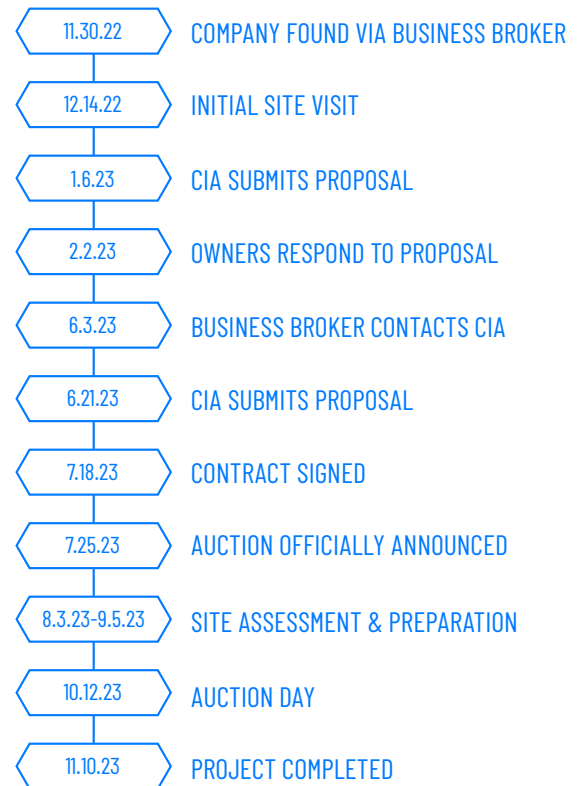 11.30.22 COMPANY FOUND VIA BUSINESS BROKER
12.14.22 INITIAL SITE VISIT
1.6.23 CIA SUBMITS PROPOSAL
2.2.23 OWNERS RESPOND TO PROPOSAL
6.3.23 BUSINESS BROKER CONTACTS CIA
6.21.23 CIA SUBMITS PROPOSAL
7.18.23 CONTRACT SIGNED
7.25.23 AUCTION OFFICIALLY ANNOUNCED
8.3.23-9.5.23 SITE ASSESSMENT & PREPARATION
10.12.23 AUCTION DAY
11.10.23 PROJECT COMPLETED